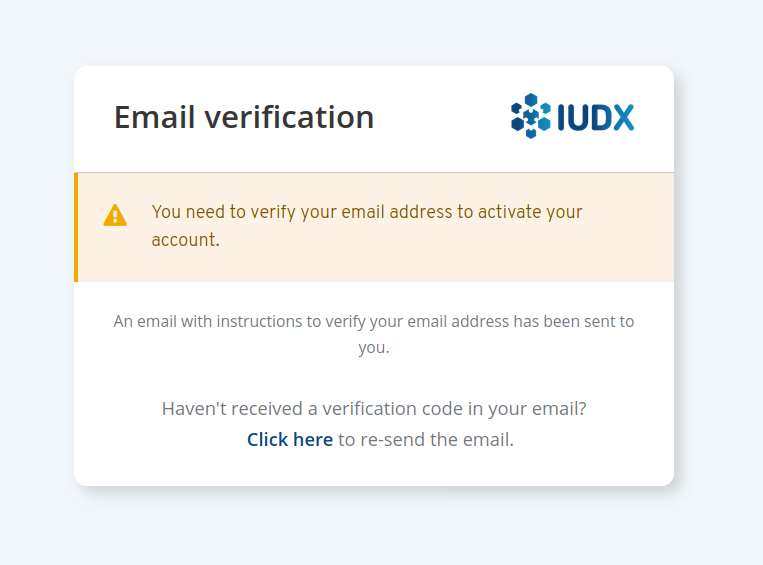 Email verification
IUDX
You need to verify your email address to activate your
account.
An email with instructions to verify your email address has been sent to
you.
Haven't received a verification code in your email?
Click here to re-send the email.